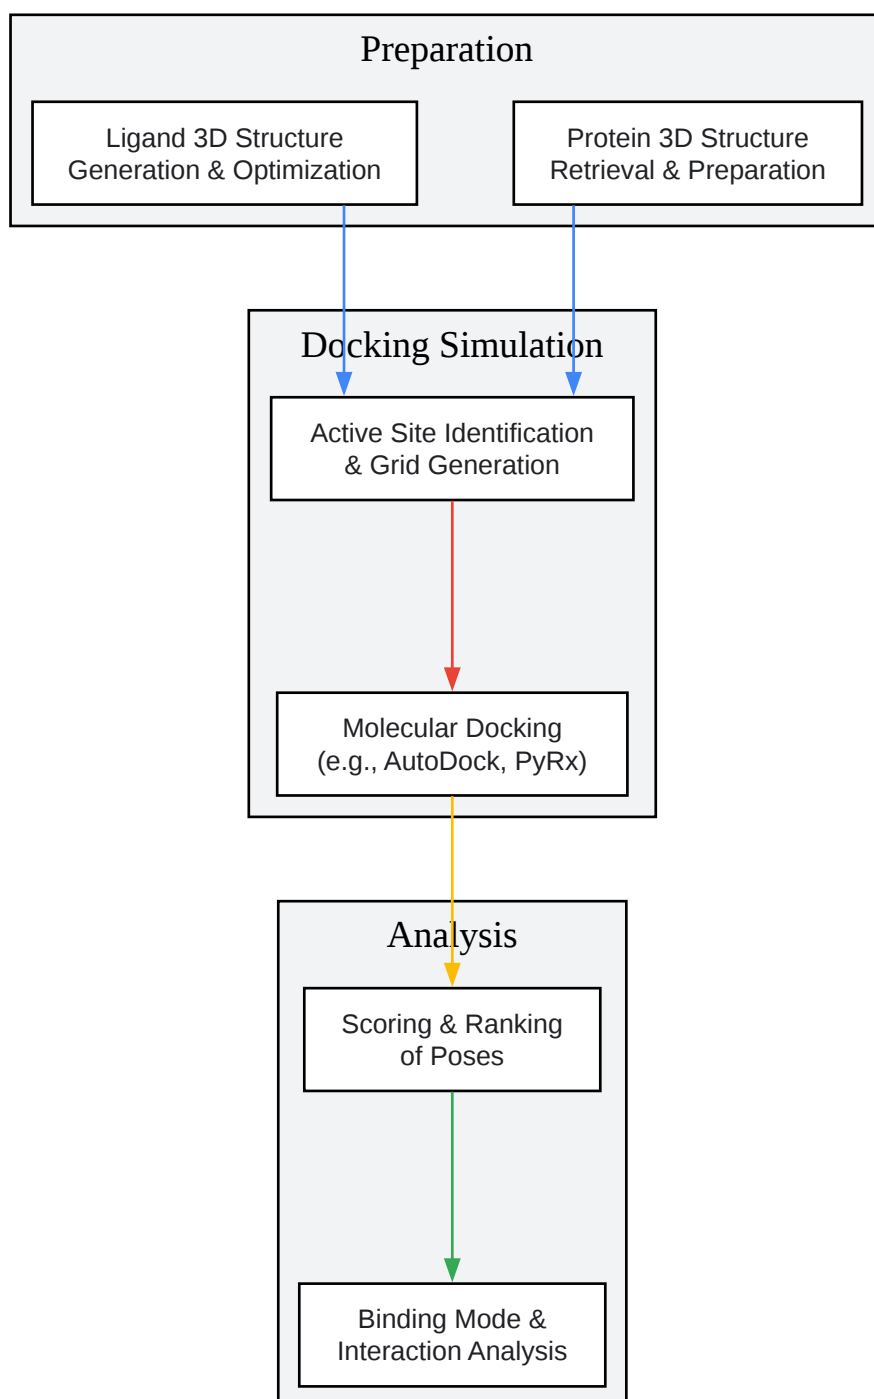 Preparation
Ligand 3D Structure
Generation & Optimization
Protein 3D Structure
Retrieval & Preparation
Docking Simulation
Active Site Identification
& Grid Generation
Molecular Docking
(e.g., AutoDock, PyRx)
Analysis
Scoring & Ranking
of Poses
Binding Mode &
Interaction Analysis